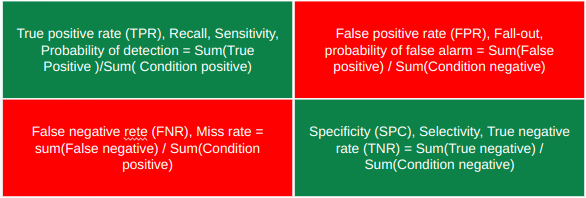 True positive rate (TPR), Recall, Sensitivity,
Probability of detection = Sum(True
Positive )/Sum( Condition positive)
False positive rate (FPR), Fall-out,
probability of false alarm = Sum(False
positive) / Sum(Condition negative)
False negative rete (FNR), Miss rate =
sum(False negative) / Sum(Condition
positive)
Specificity (SPC), Selectivity, True negative
rate (TNR) = Sum(True negative) /
Sum(Condition negative)